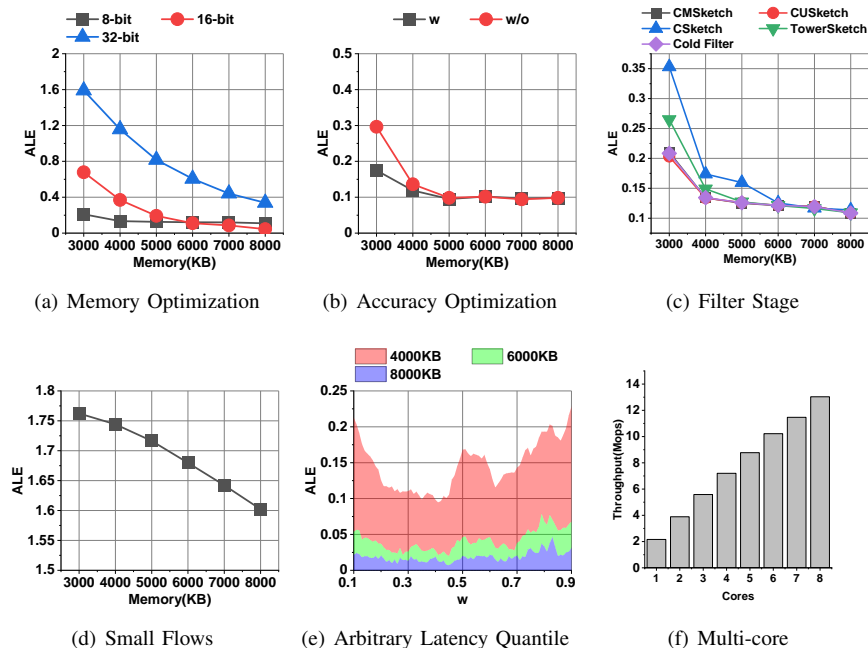 8-bit 16-bit
32-bit
ALE
2
1.6
1.2
0.8
0.4
0
3000 4000 5000 6000 7000 8000
Memory(KB)
(a) Memory Optimization
w w/o
ALE
0.5
0.4
0.3
0.2
0.1
0
3000 4000 5000 6000 7000 8000
Memory(KB)
(b) Accuracy Optimization
CMSketch CUSketch
CSketch TowerSketch
Cold Filter
ALE
0.35
0.3
0.25
0.2
0.15
0.1
3000 4000 5000 6000 7000 8000
Memory(KB)
(c) Filter Stage
ALE
1.8
1.75
1.7
1.65
1.6
1.55
1.5
3000 4000 5000 6000 7000 8000
Memory(KB)
(d) Small Flows
4000KB 6000KB
8000KB
ALE
0.25
0.2
0.15
0.1
0.05
0
0.1 0.3 0.5 0.7 0.9
w
(e) Arbitrary Latency Quantile
Throughput(Mops)
14
12
10
8
6
4
2
0
1 2 3 4 5 6 7 8
Cores
(f) Multi-core